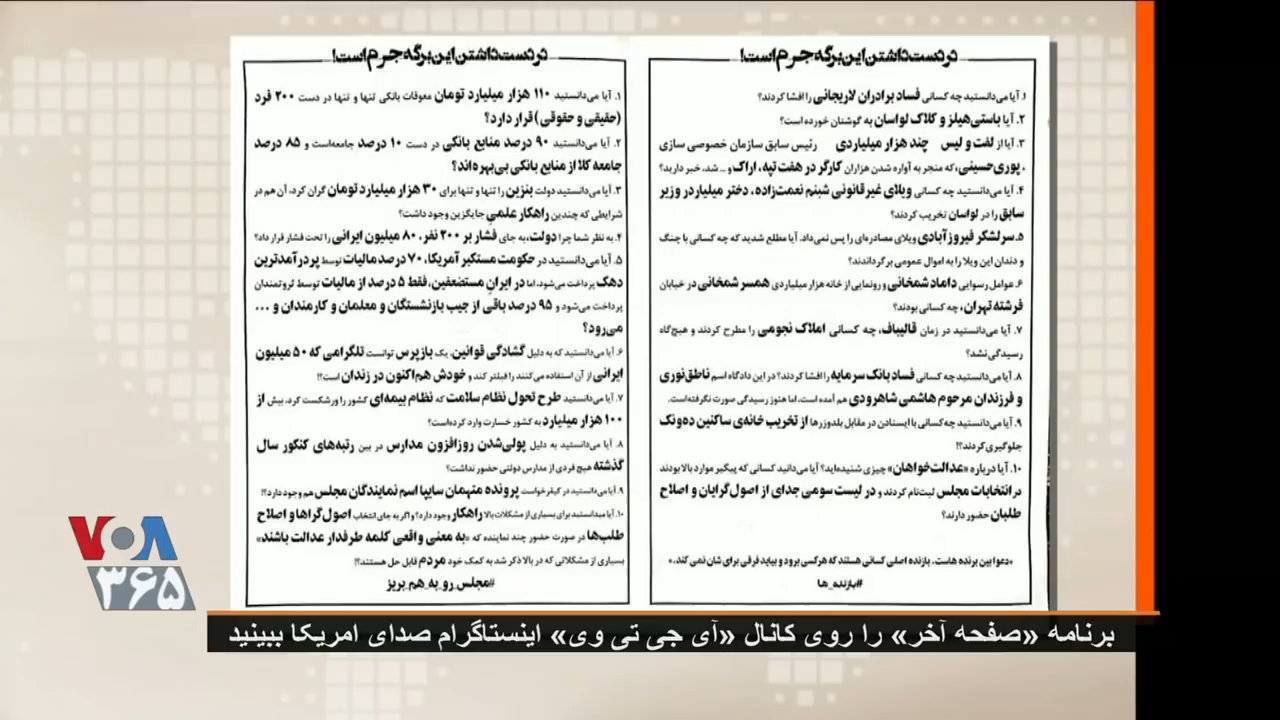 در دست داشتن این برگه جرم است!
۱. آیا می‌دانستید چه کسانی فساد برادران لاریجانی را افشا کردند؟
۲. آیا باستی‌هیلز و کلاک لواسان به گوشتان خورده است؟
۳. آیا از لفت و لیس چند هزار میلیاردی رئیس سابق سازمان خصوصی سازی
، پوری‌حسینی، که منجر به آواره شدن هزاران کارگر در هفت تپه، اراک و ... شد، خبر دارید؟
۴. آیا می‌دانستید چه کسانی ویلای غیرقانونی شبنم نعمت‌زاده، دختر میلیاردر وزیر
سابق را در لواسان تخریب کردند؟
۵. سرلشکر فیروزآبادی ویلای مصادره‌ای را پس نمی‌داد. آیا مطلع شدید که چه کسانی با چنگ
و دندان این ویلا را به اموال عمومی برگرداندند؟
۶. عوامل رسوایی داماد شمخانی و رونمایی از خانه هزار میلیاردی همسر شمخانی در خیابان
فرشته تهران، چه کسانی بودند؟
۷. آیا می‌دانستید در زمان قالیباف، چه کسانی املاک نجومی را مطرح کردند و هیچ‌گاه
رسیدگی نشد؟
۸. آیا می‌دانستید چه کسانی فساد بانک سرمایه را افشا کردند؟ در این دادگاه اسم ناطق‌نوری
و فرزندان مرحوم هاشمی شاهرودی هم آمده است، اما هنوز رسیدگی صورت نگرفته‌است.
۹. آیا می‌دانستید چه‌کسانی با ایستادن در مقابل بلدوزرها از تخریب خانه‌ی ساکنین ده‌ونک
جلوگیری کردند؟!
۱۰. آیا درباره «عدالت‌خواهان» چیزی شنیده‌اید؟ آیا می‌دانید کسانی که پیگیر موارد بالا بودند
در انتخابات مجلس ثبت‌نام کردند و در لیست سومی جدای از اصول‌گرایان و اصلاح
طلبان حضور دارند؟
«دعوا بین برنده هاست. بازنده اصلی کسانی هستند که هرکسی برود و بیاید فرقی برای شان نمی کند.»
#بازنده_ها
در دست داشتن این برگه جرم است!
۱. آیا می‌دانستید ۱۱۰ هزار میلیارد تومان معوقات بانکی تنها و تنها در دست ۲۰۰ فرد
(حقیقی و حقوقی) قرار دارد؟
۲. آیا می‌دانستید ۹۰ درصد منابع بانکی در دست ۱۰ درصد جامعه‌است و ۸۵ درصد
جامعه کلا از منابع بانکی بی‌بهره‌اند؟
۳. آیا می‌دانستید دولت بنزین را تنها و تنها برای ۳۰ هزار میلیارد تومان گران کرد، آن هم در
شرایطی که چندین راهکار علمی جایگزین وجود داشت؟
۴. به نظر شما چرا دولت، به جای فشار بر ۲۰۰ نفر، ۸۰ میلیون ایرانی را تحت فشار قرار داد؟
۵. آیا می‌دانستید در حکومت مستکبر آمریکا، ۷۰ درصد مالیات توسط پردرآمدترین
دهک پرداخت می‌شود، اما در ایرانِ مستضعفین، فقط ۵ درصد از مالیات توسط ثروتمندان
پرداخت می‌شود و ۹۵ درصد باقی از جیب بازنشستگان و معلمان و کارمندان و ...
می‌رود؟
۶. آیا می‌دانستید که به دلیل گشادگی قوانین، یک بازپرس توانست تلگرامی که ۵۰ میلیون
ایرانی از آن استفاده می‌کنند را فیلتر کند و خودش هم‌اکنون در زندان است؟!
۷. آیا می‌دانستید طرح تحول نظام سلامت که نظام بیمه‌ای کشور را ورشکست کرد، بیش از
۱۰۰ هزار میلیارد به کشور خسارت وارد کرده‌است؟
۸. آیا می‌دانستید به دلیل پولی‌شدن روزافزون مدارس در بین رتبه‌های کنکور سال
گذشته هیچ فردی از مدارس دولتی حضور نداشت؟
۹. آیا می‌دانستید در کیفرخواست پرونده متهمان سایپا اسم نمایندگان مجلس هم وجود دارد؟!
۱۰. آیا میدانستید برای بسیاری از مشکلات بالا راهکار وجود دارد؟ و اگر به جای انتخاب اصول‌گراها و اصلاح
طلب‌ها در صورت حضور چند نماینده که «به معنی واقعی کلمه طرفدار عدالت باشند»
بسیاری از مشکلاتی که در بالا ذکر شد به کمک خود مردم قابل حل هستند؟!
#مجلس_رو_به_هم_بریز
VOA
۳۶۵
برنامه «صفحه آخر» را روی کانال «آی جی تی وی» اینستاگرام صدای امریکا ببینید